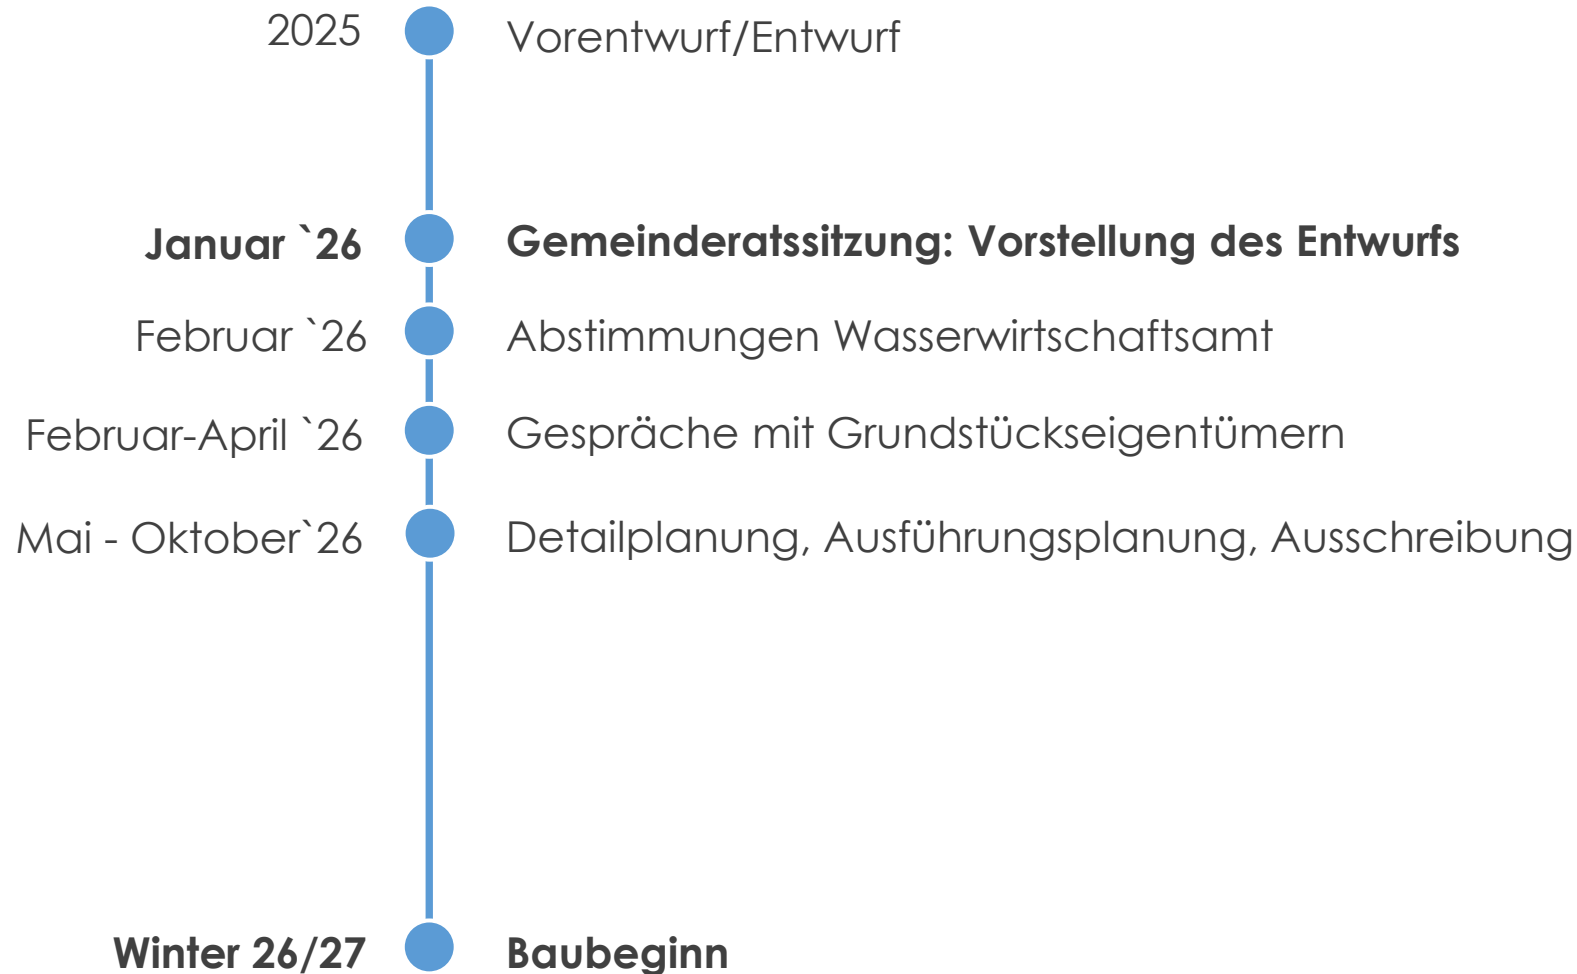 2025 Vorentwurf/Entwurf
Januar `26 Gemeinderatssitzung: Vorstellung des Entwurfs
Februar `26 Abstimmungen Wasserwirtschaftsamt
Februar-April `26 Gespräche mit Grundstückseigentümern
Mai - Oktober`26 Detailplanung, Ausführungsplanung, Ausschreibung
Winter 26/27 Baubeginn